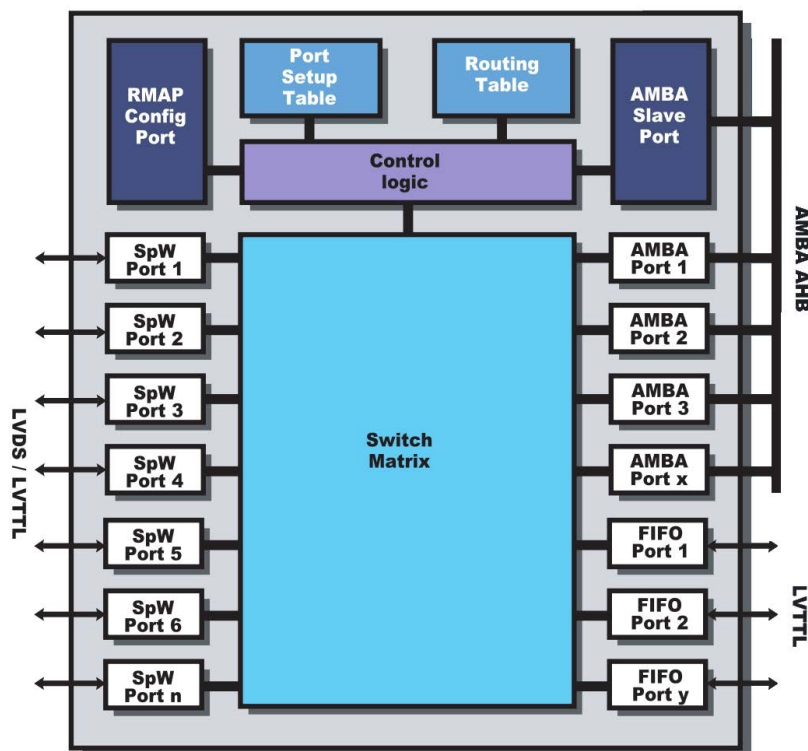 RMAP
Config
Port
Port
Setup
Table
Routing
Table
AMBA
Slave
Port
Control
logic
SpW
Port 1
SpW
Port 2
SpW
Port 3
SpW
Port 4
SpW
Port 5
SpW
Port 6
SpW
Port n
Switch
Matrix
AMBA
Port 1
AMBA
Port 2
AMBA
Port 3
AMBA
Port x
FIFO
Port 1
FIFO
Port 2
FIFO
Port y
LVDS / LVTTL
AMBA AHB
LVTTL